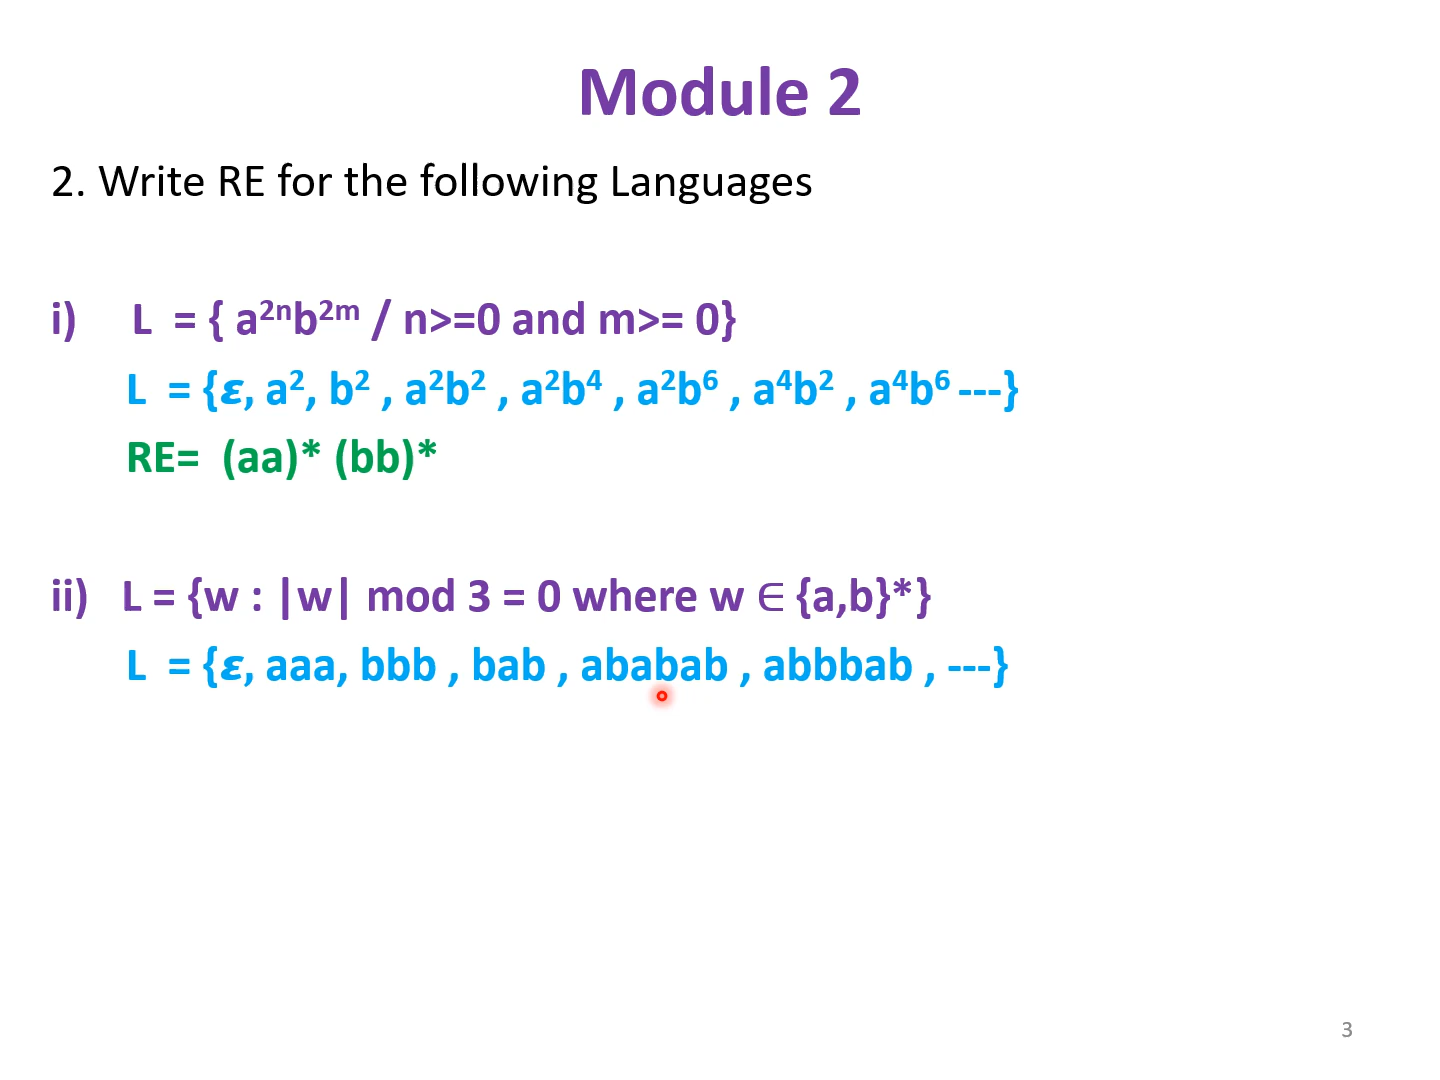 Module 2
2. Write RE for the following Languages
i) L = { a²ⁿb²ᵐ / n>=0 and m>= 0}
L = {ε, a², b² , a²b² , a²b⁴ , a²b⁶ , a⁴b² , a⁴b⁶ ---}
RE= (aa)* (bb)*
ii) L = {w : |w| mod 3 = 0 where w ∈ {a,b}*}
L = {ε, aaa, bbb , bab , ababab , abbbab , ---}
3